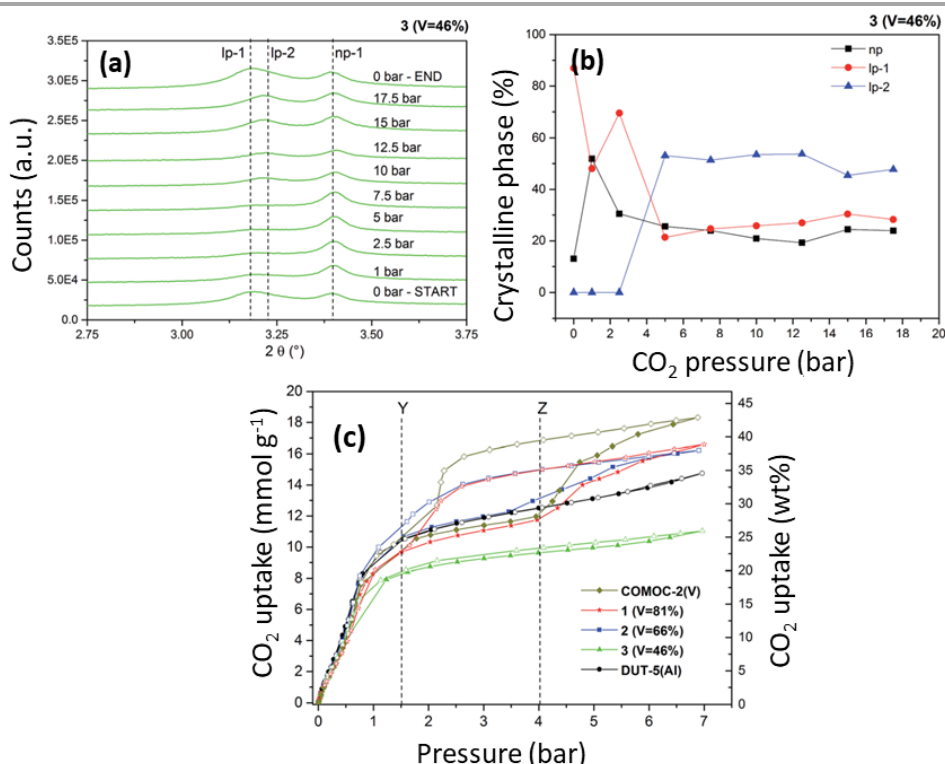 3 (V=46%)
(a)
lp-1
lp-2
np-1
Counts (a.u.)
3.5E5
3.0E5
2.5E5
2.0E5
1.5E5
1.0E5
5.0E4
0.0
0 bar - END
17.5 bar
15 bar
12.5 bar
10 bar
7.5 bar
5 bar
2.5 bar
1 bar
0 bar - START
2.75 3.00 3.25 3.50 3.75
2 θ (°)
3 (V=46%)
(b)
np
lp-1
lp-2
Crystalline phase (%)
100
80
60
40
20
0
0 2 4 6 8 10 12 14 16 18 20
CO2 pressure (bar)
(c)
Y
Z
CO2 uptake (mmol g-1)
20
18
16
14
12
10
8
6
4
2
0
COMOC-2(V)
1 (V=81%)
2 (V=66%)
3 (V=46%)
DUT-5(Al)
45
40
35
30
25
20
15
10
5
0
CO2 uptake (wt%)
0 1 2 3 4 5 6 7
Pressure (bar)